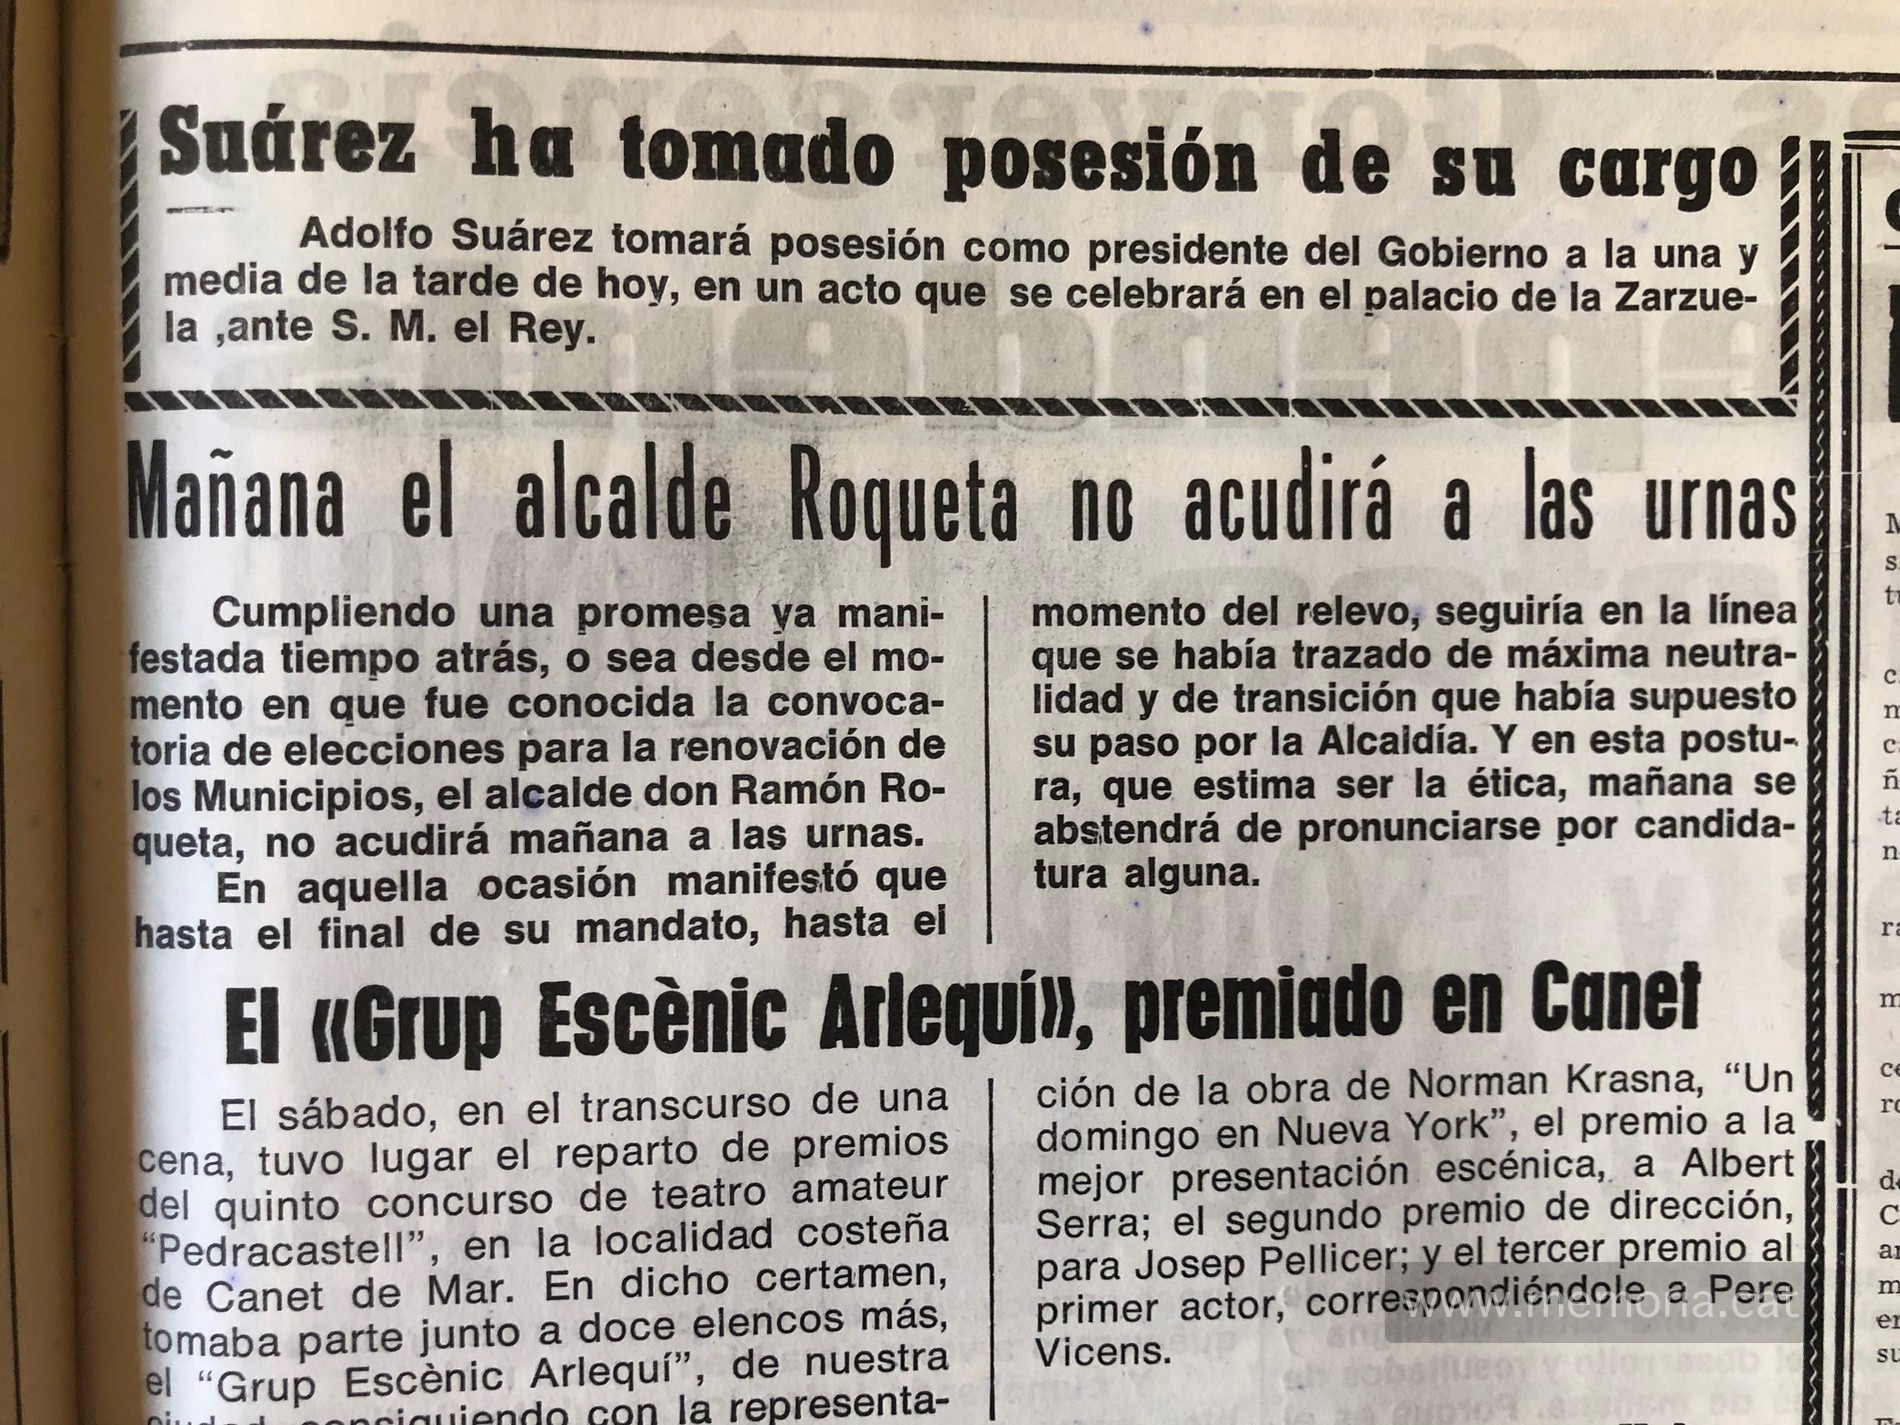 Suárez ha tomado posesión de su cargo
Adolfo Suárez tomará posesión como presidente del Gobierno a la una y
media de la tarde de hoy, en un acto que se celebrará en el palacio de la Zarzue-
la ,ante S. M. el Rey.
Mañana el alcalde Roqueta no acudirá a las urnas
Cumpliendo una promesa ya mani-
festada tiempo atrás, o sea desde el mo-
mento en que fue conocida la convoca-
toria de elecciones para la renovación de
los Municipios, el alcalde don Ramón Ro-
queta, no acudirá mañana a las urnas.
En aquella ocasión manifestó que
hasta el final de su mandato, hasta el
momento del relevo, seguiría en la línea
que se había trazado de máxima neutra-
lidad y de transición que había supuesto
su paso por la Alcaldía. Y en esta postu-
ra, que estima ser la ética, mañana se
abstendrá de pronunciarse por candida-
tura alguna.
El «Grup Escènic Arlequí», premiado en Canet
El sábado, en el transcurso de una
cena, tuvo lugar el reparto de premios
del quinto concurso de teatro amateur
“Pedracastell”, en la localidad costeña
de Canet de Mar. En dicho certamen,
tomaba parte junto a doce elencos más,
el “Grup Escènic Arlequí”, de nuestra
ciudad, consiguiendo con la representa-
ción de la obra de Norman Krasna, “Un
domingo en Nueva York”, el premio a la
mejor presentación escénica, a Albert
Serra; el segundo premio de dirección,
para Josep Pellicer; y el tercer premio al
primer actor, correspondiéndole a Pere
Vicens.
www.memoria.cat